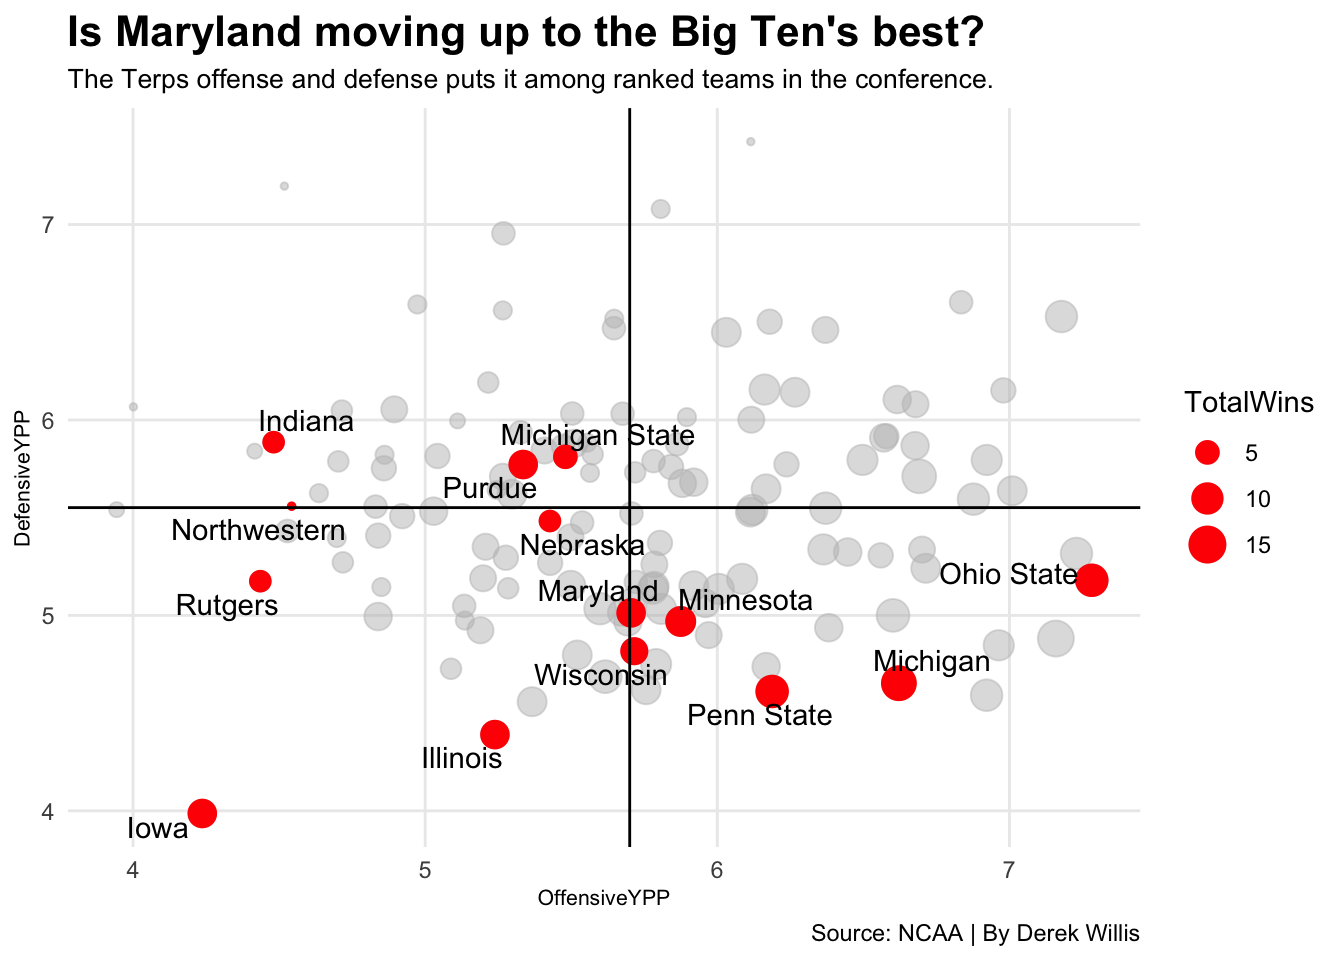 Is Maryland moving up to the Big Ten's best?
The Terps offense and defense puts it among ranked teams in the conference.
7
6
5
4
DefensiveYPP
Indiana
Michigan State
Purdue
Northwestern
Nebraska
Ohio State
Maryland
Minnesota
Rutgers
Michigan
Wisconsin
Penn State
Illinois
Iowa
4
5
6
7
OffensiveYPP
TotalWins
5
10
15
Source: NCAA | By Derek Willis